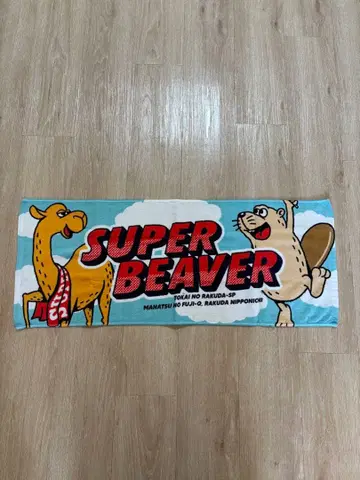 SUPER
BEAVER
TOKAI NO RAKUDA-SP
MANATSU NO FUJI-Q, RAKUDA NIPPONICHI